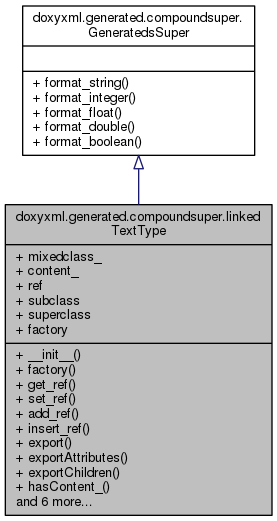 doxyxml.generated.compoundsuper.
GeneratedsSuper
+ format_string()
+ format_integer()
+ format_float()
+ format_double()
+ format_boolean()
doxyxml.generated.compoundsuper.linked
TextType
+ mixedclass_
+ content_
+ ref
+ subclass
+ superclass
+ factory
+ __init__()
+ factory()
+ get_ref()
+ set_ref()
+ add_ref()
+ insert_ref()
+ export()
+ exportAttributes()
+ exportChildren()
+ hasContent_()
and 6 more...